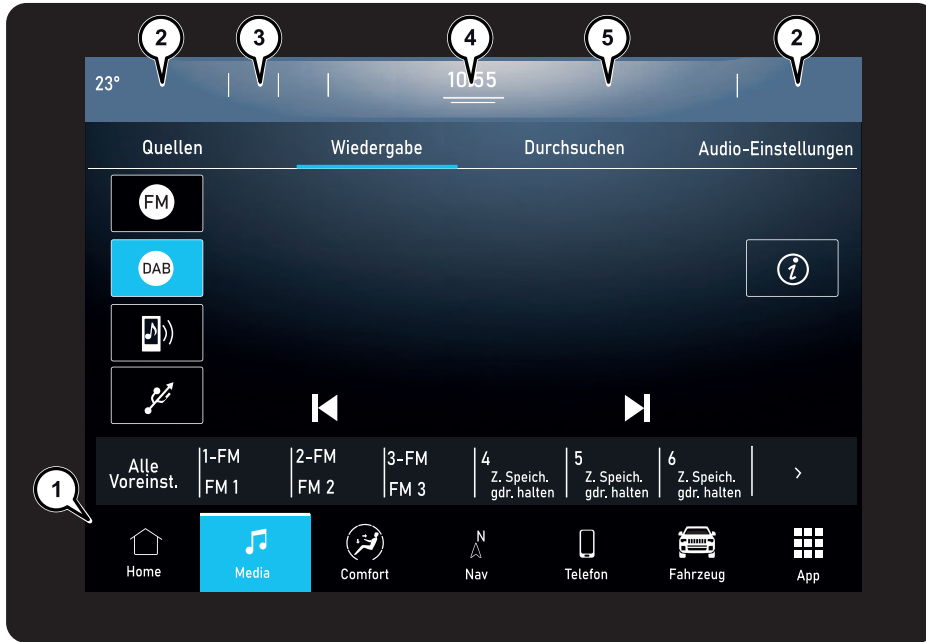 2 3 4 5 2
23° 10:55
Quellen Wiedergabe Durchsuchen Audio-Einstellungen
FM
DAB
i
Alle Voreinst.
1-FM
FM 1
2-FM
FM 2
3-FM
FM 3
4
Z. Speich.
gdr. halten
5
Z. Speich.
gdr. halten
6
Z. Speich.
gdr. halten
>
1
Home Media Comfort N Nav Telefon Fahrzeug App